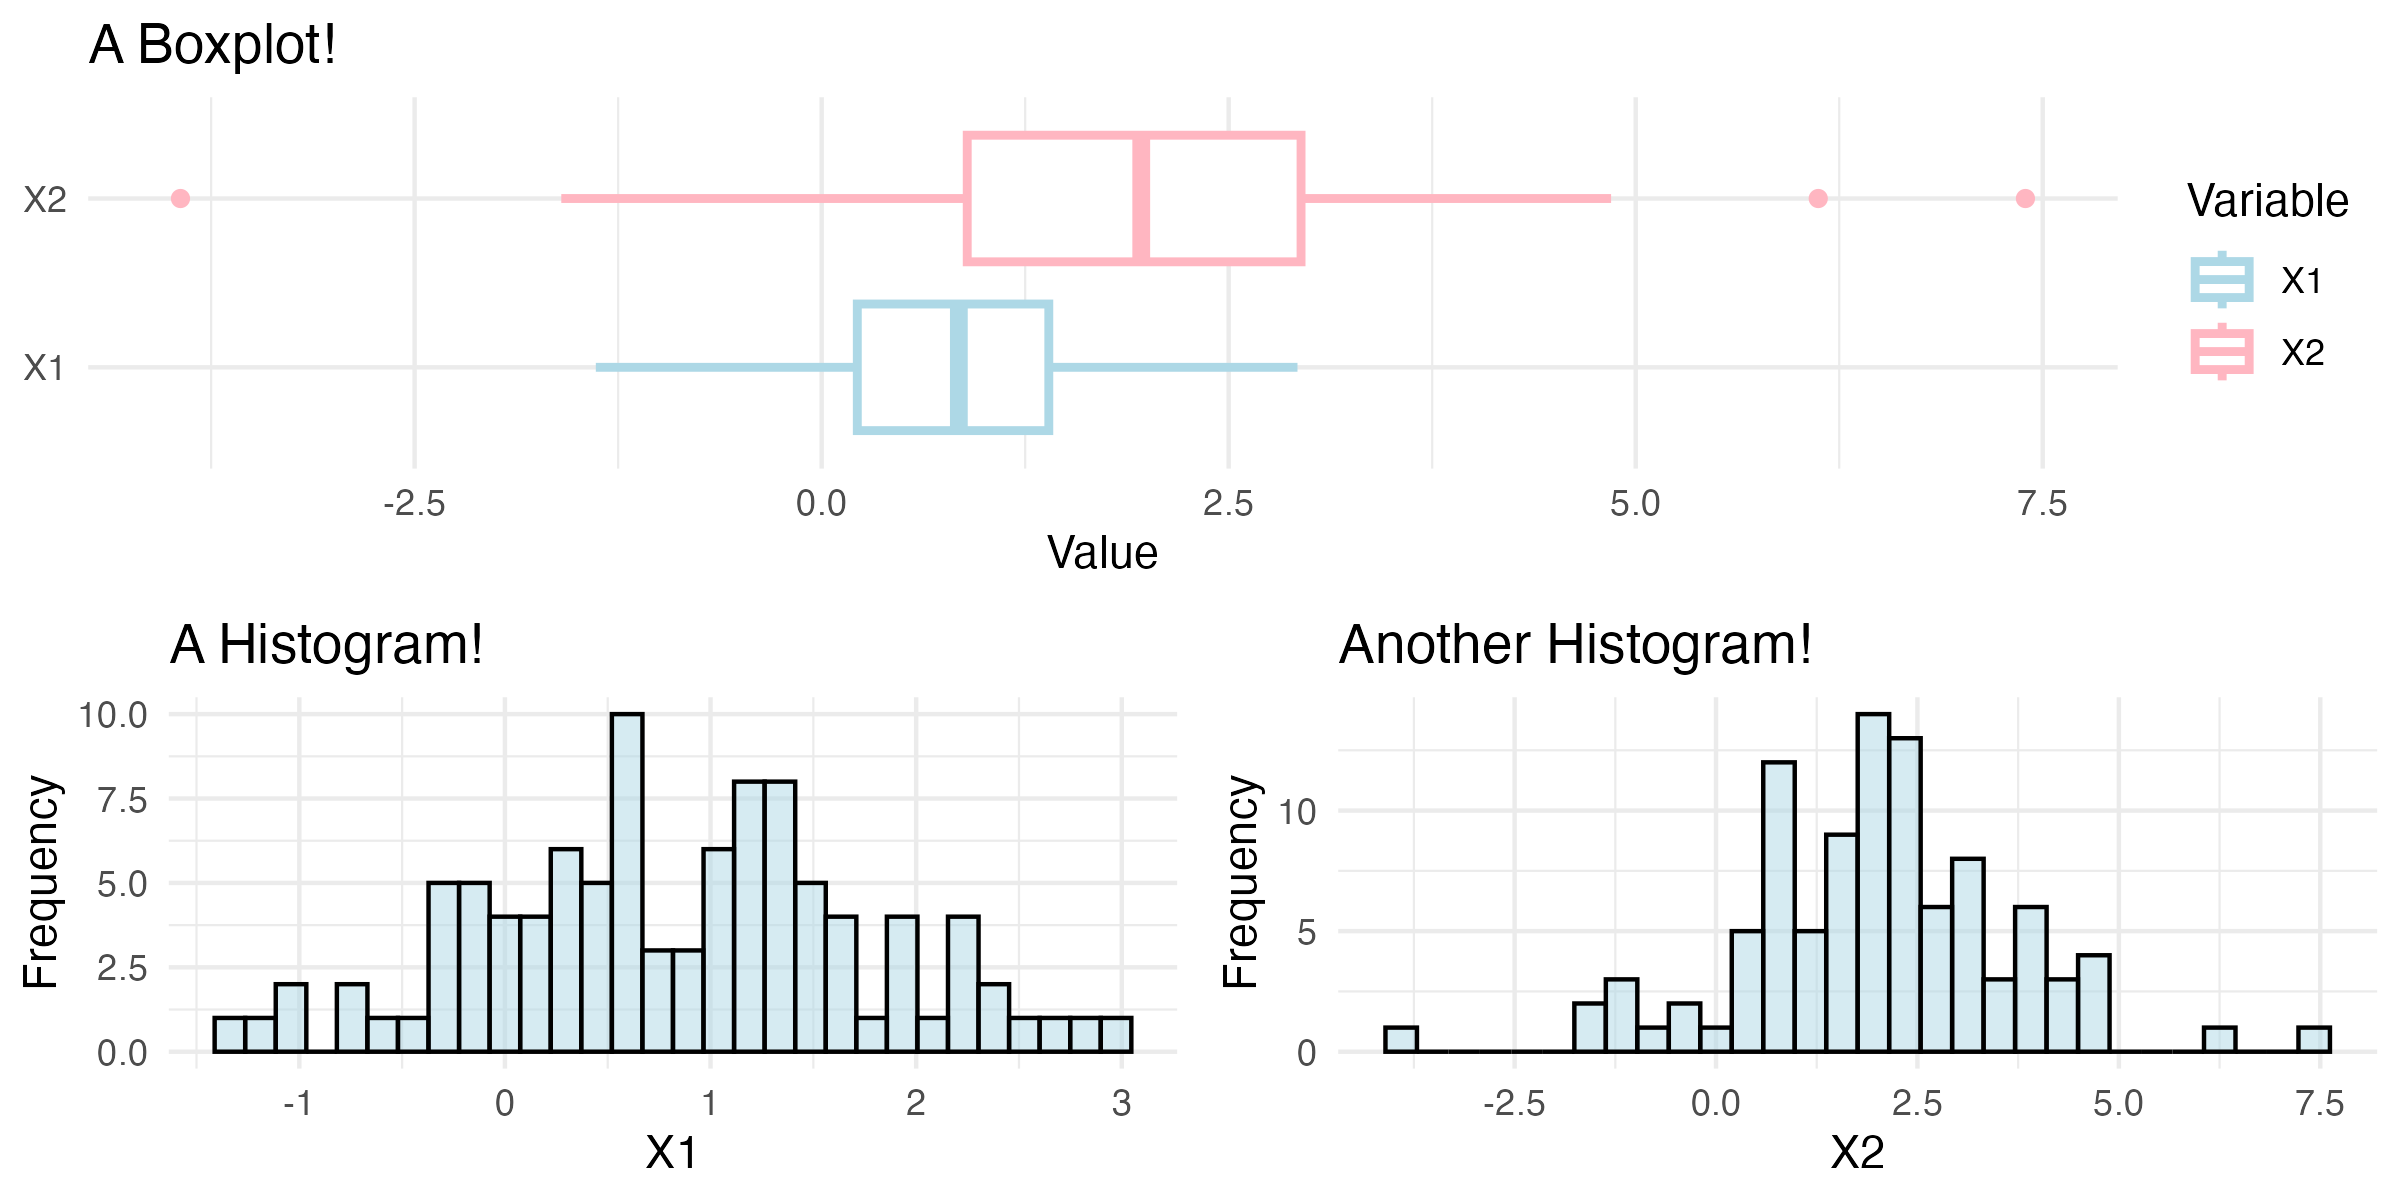 A Boxplot!
X2
X1
-2.5 0.0 2.5 5.0 7.5
Value
Variable
X1
X2
A Histogram!
10.0
7.5
5.0
2.5
0.0
Frequency
-1 0 1 2 3
X1
Another Histogram!
10
5
0
Frequency
-2.5 0.0 2.5 5.0 7.5
X2